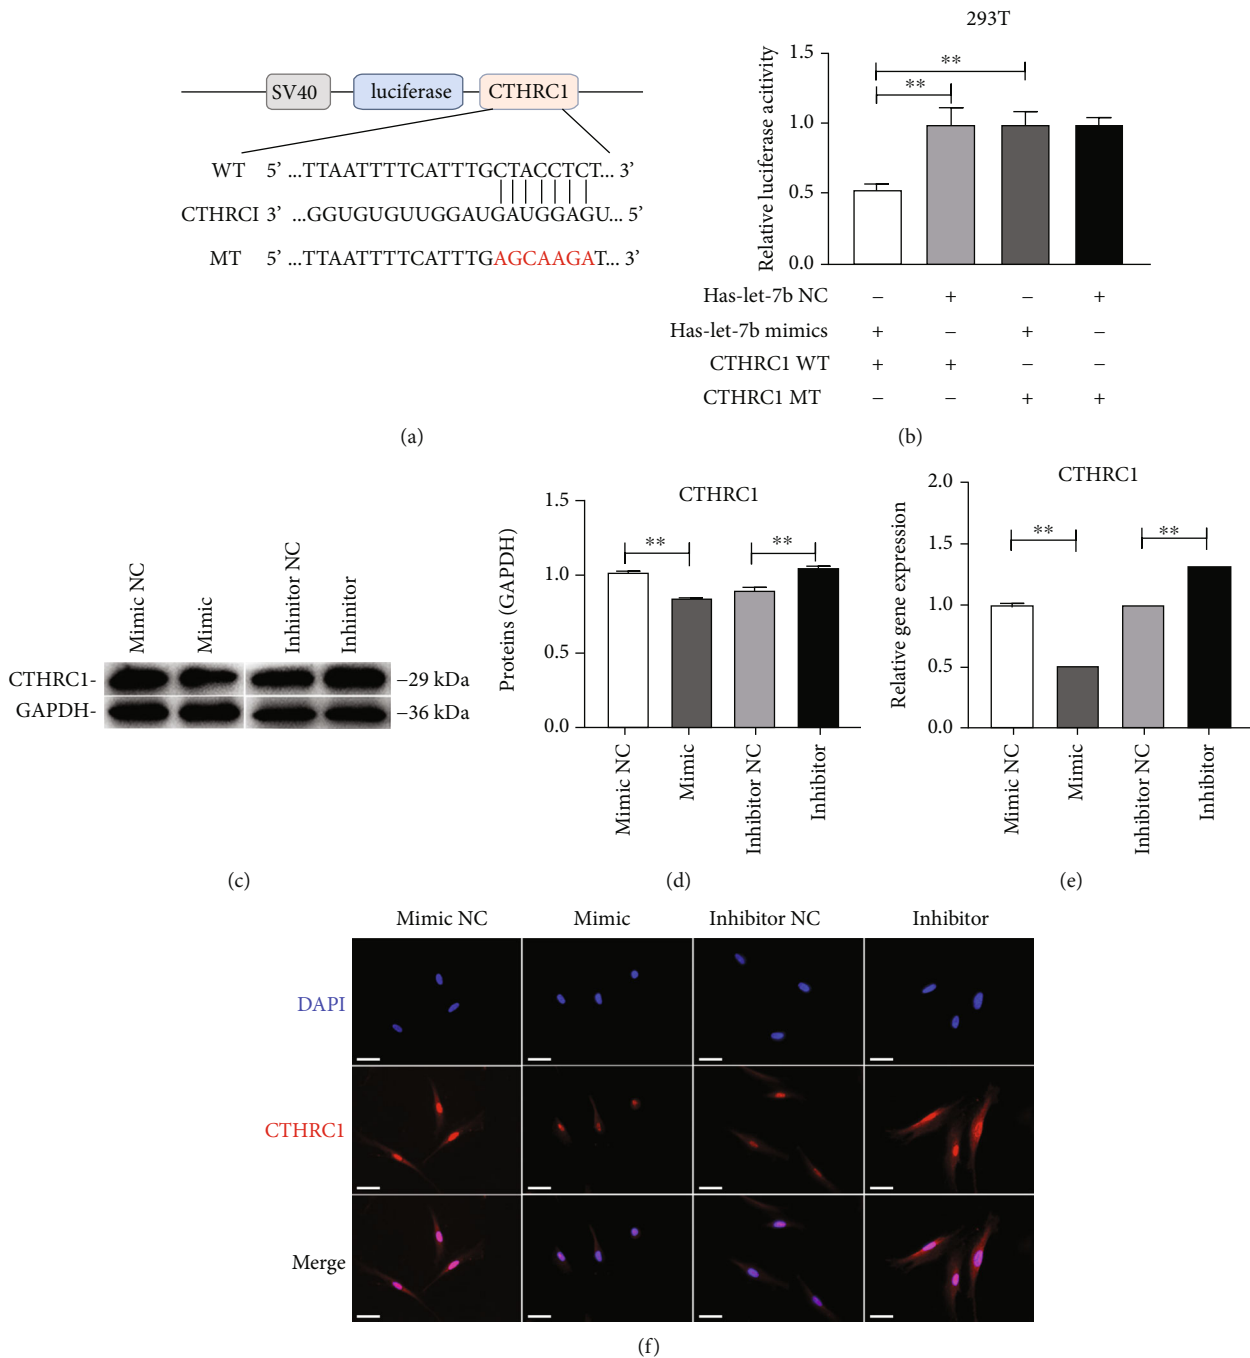 SV40 luciferase CTHRC1
WT 5’ ...TTAATTTTCATTTGCTACCTCT... 3’
CTHRCI 3’ ...GGUGUGUUGGAUGAUGGAGU... 5’
MT 5’ ...TTAATTTTCATTTGAGCAAGAT... 3’
(a)
293T
Relative luciferase acitivity
1.5
1.0
0.5
0.0
** **
Has-let-7b NC – + – +
Has-let-7b mimics + – + –
CTHRC1 WT + + – –
CTHRC1 MT – – + +
(b)
Mimic NC
Mimic
Inhinitor NC
Inhinitor
CTHRC1- –29 kDa
GAPDH- –36 kDa
(c)
CTHRC1
Proteins (GAPDH)
1.5
1.0
0.5
0.0
** **
Mimic NC
Mimic
Inhibitor NC
Inhibitor
(d)
CTHRC1
Relative gene expression
2.0
1.5
1.0
0.5
0.0
** **
Mimic NC
Mimic
Inhibitor NC
Inhibitor
(e)
Mimic NC Mimic Inhibitor NC Inhibitor
DAPI
CTHRC1
Merge
(f)